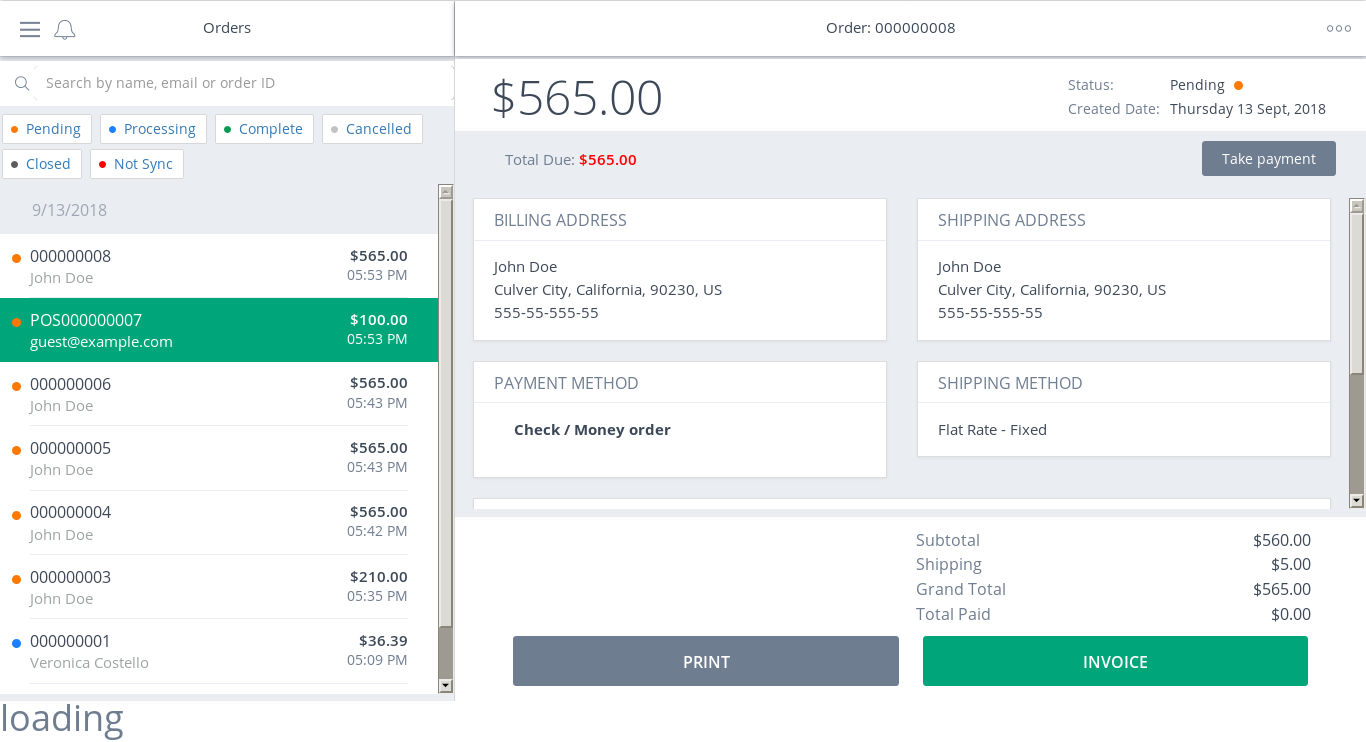 Orders
Order: 000000008
Search by name, email or order ID
Pending
Processing
Complete
Cancelled
Closed
Not Sync
9/13/2018
000000008 $565.00
John Doe 05:53 PM
POS000000007 $100.00
guest@example.com 05:53 PM
000000006 $565.00
John Doe 05:43 PM
000000005 $565.00
John Doe 05:43 PM
000000004 $565.00
John Doe 05:42 PM
000000003 $210.00
John Doe 05:35 PM
000000001 $36.39
Veronica Costello 05:09 PM
$565.00
Status: Pending
Created Date: Thursday 13 Sept, 2018
Total Due: $565.00
Take payment
BILLING ADDRESS
John Doe
Culver City, California, 90230, US
555-55-555-55
SHIPPING ADDRESS
John Doe
Culver City, California, 90230, US
555-55-555-55
PAYMENT METHOD
Check / Money order
SHIPPING METHOD
Flat Rate - Fixed
Subtotal $560.00
Shipping $5.00
Grand Total $565.00
Total Paid $0.00
PRINT
INVOICE
loading